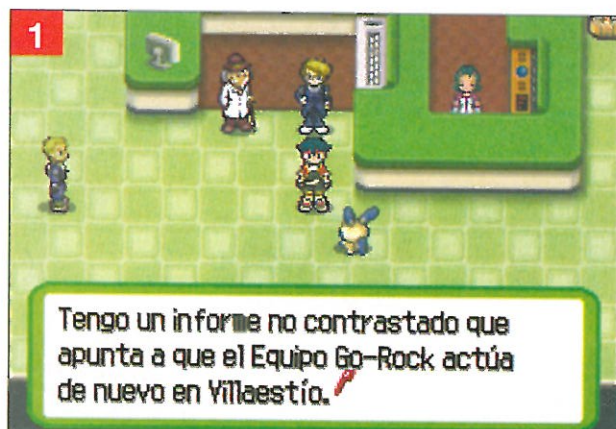 1
Tengo un informe no contrastado que
apunta a que el Equipo Go-Rock actúa
de nuevo en Villaestío.